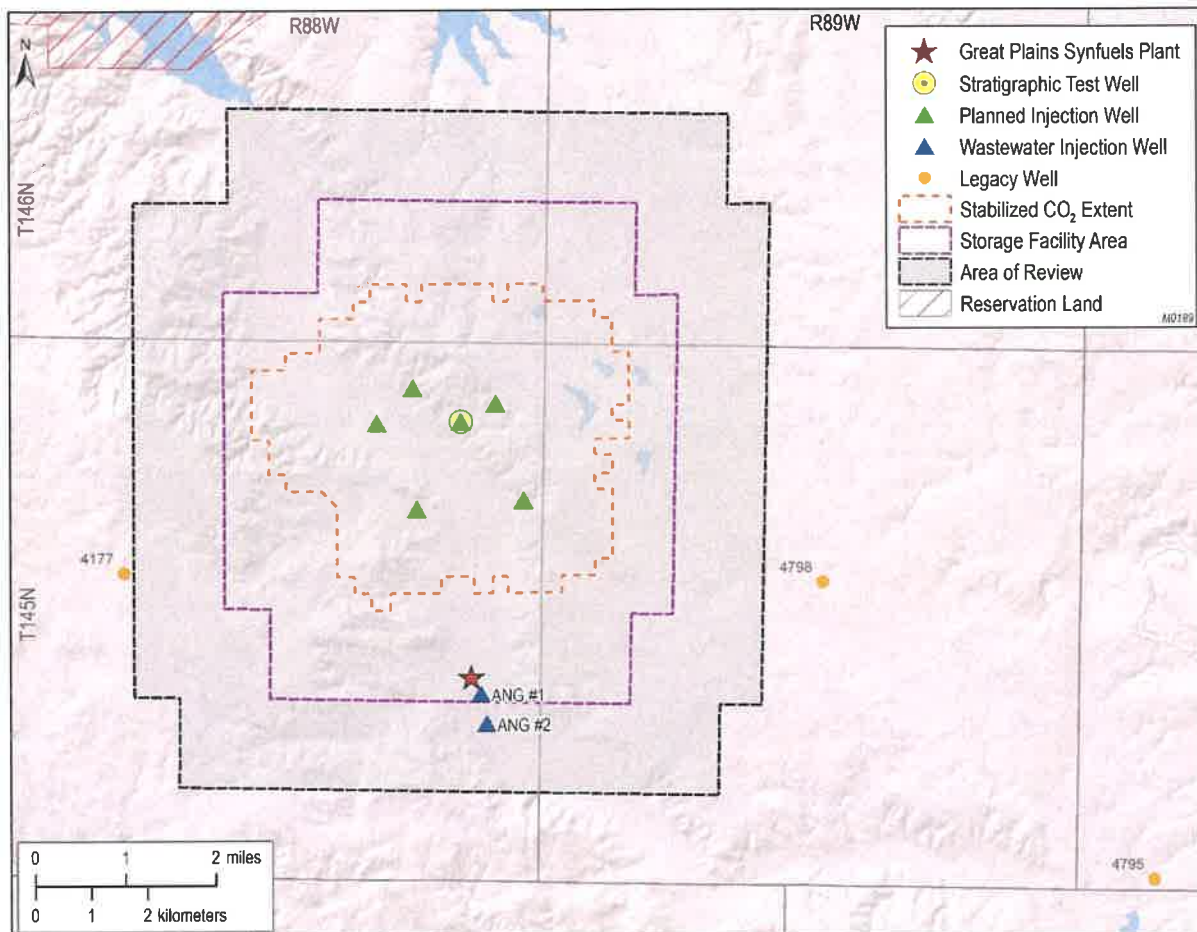 R88W
R89W
N
Great Plains Synfuels Plant
Stratigraphic Test Well
Planned Injection Well
Wastewater Injection Well
Legacy Well
Stabilized CO₂ Extent
Storage Facility Area
Area of Review
Reservation Land
M0189
T146N
4177
4798
T145N
ANG #1
ANG #2
0 1 2 miles
0 1 2 kilometers
4795